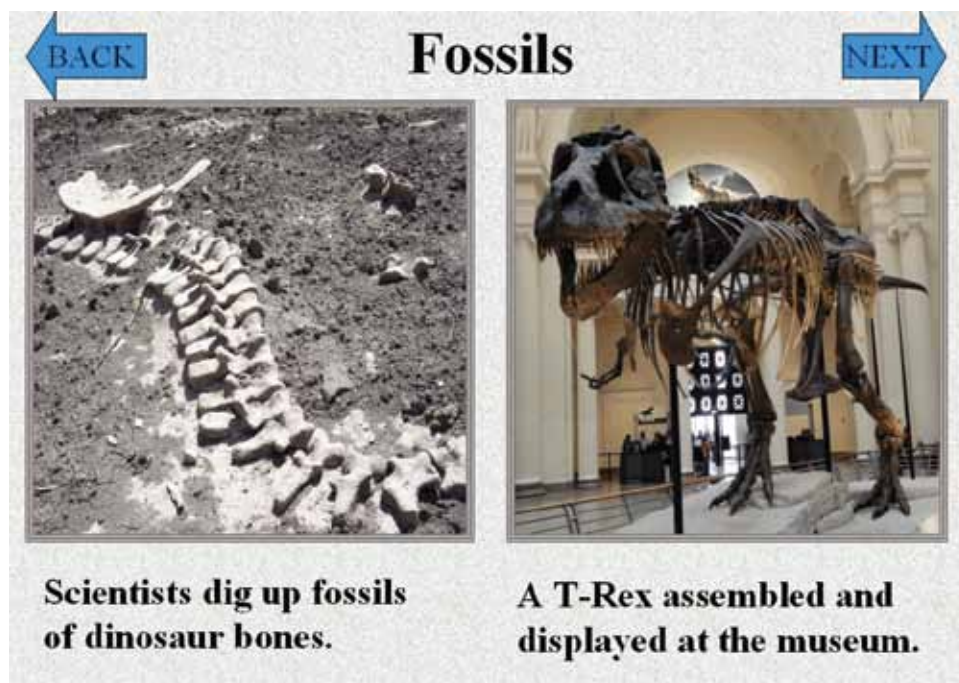 BACK
Fossils
NEXT
Scientists dig up fossils
of dinosaur bones.
A T-Rex assembled and
displayed at the museum.